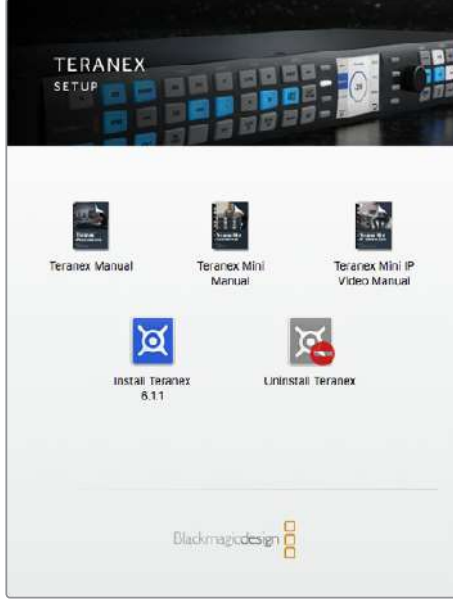 TERANEX
SETUP
Teranex Manual
Teranex Mini
Manual
Teranex Mini IP
Video Manual
Install Teranex
6.1.1
Uninstall Teranex
Blackmagicdesign